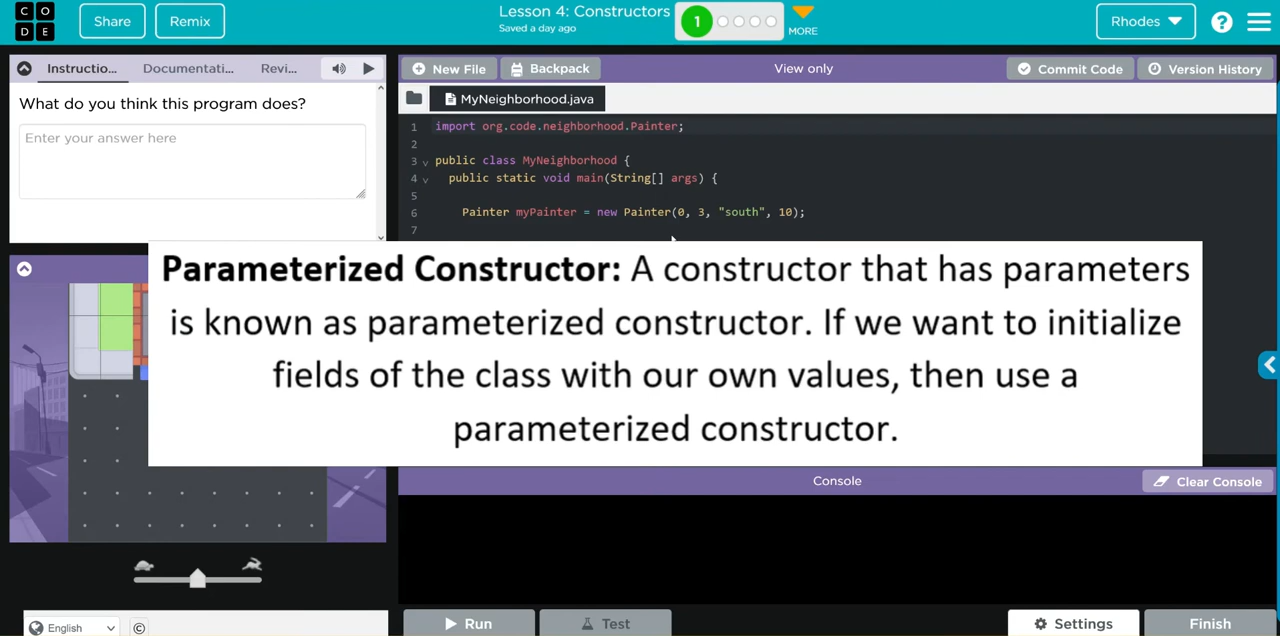 C O
D E
Share
Remix
Lesson 4: Constructors
Saved a day ago
1
MORE
Rhodes
?
Instructio...
Documentati...
Revi...
What do you think this program does?
Enter your answer here
New File
Backpack
View only
Commit Code
Version History
MyNeighborhood.java
1 import org.code.neighborhood.Painter;
2
3 public class MyNeighborhood {
4 public static void main(String[] args) {
5
6 Painter myPainter = new Painter(0, 3, "south", 10);
7
Parameterized Constructor: A constructor that has parameters
is known as parameterized constructor. If we want to initialize
fields of the class with our own values, then use a
parameterized constructor.
Console
Clear Console
English
©
Run
Test
Settings
Finish